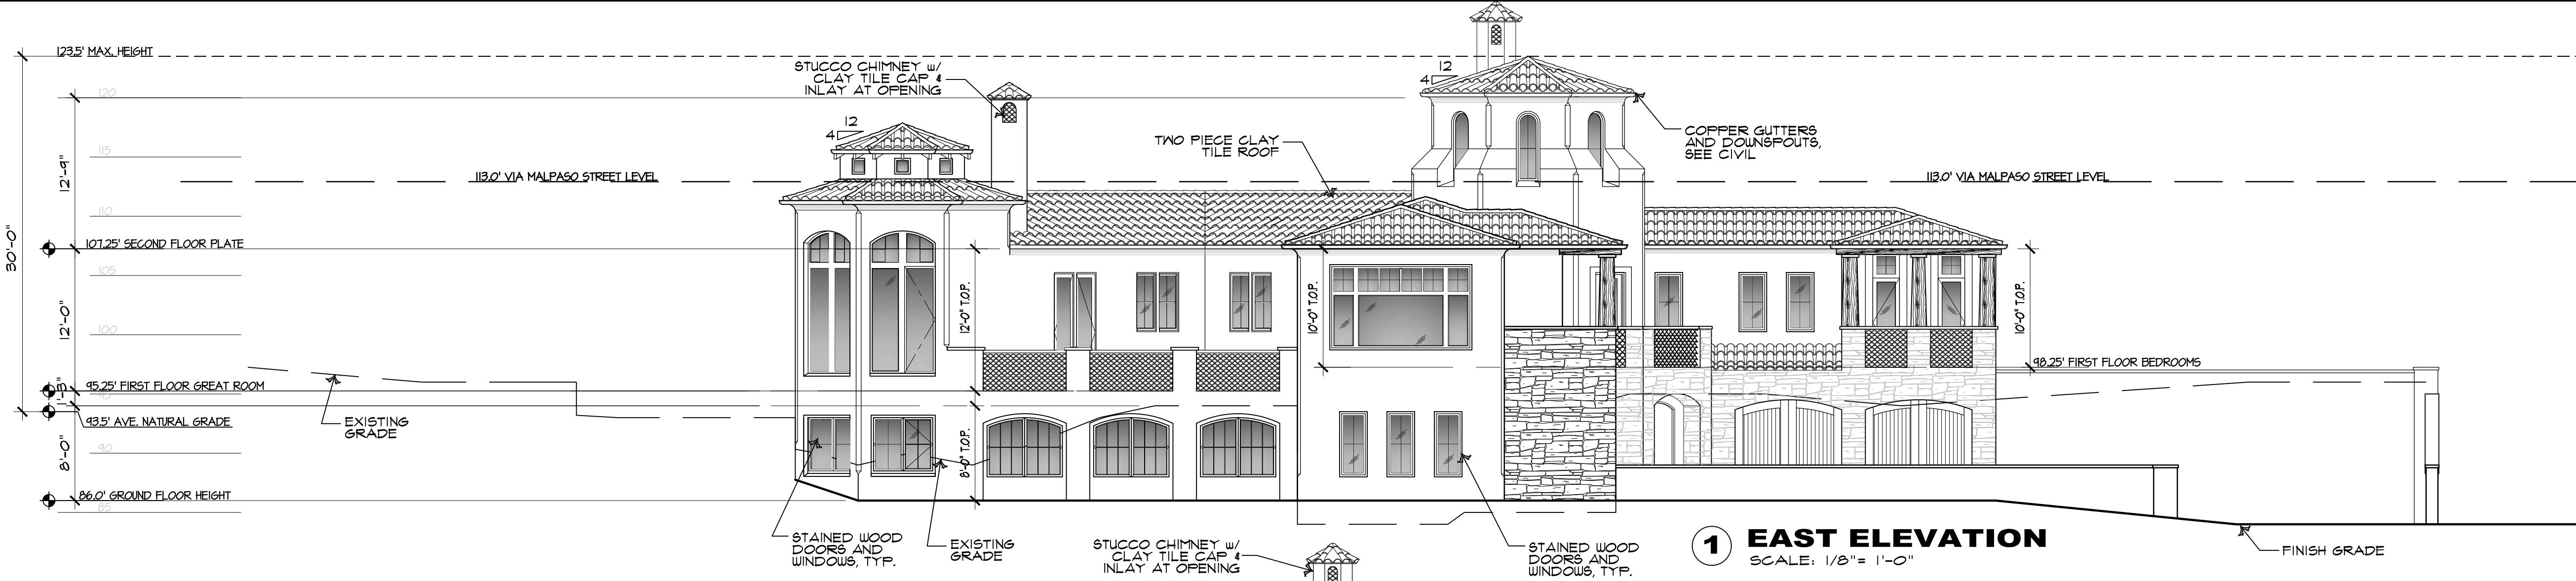 123.5' MAX. HEIGHT
120
115
113.0' VIA MALPASO STREET LEVEL
110
107.25' SECOND FLOOR PLATE
105
100
95.25' FIRST FLOOR GREAT ROOM
93.5' AVE. NATURAL GRADE
90
86.0' GROUND FLOOR HEIGHT
85
30'-0"
12'-9"
12'-0"
8'-0"
EXISTING
GRADE
STUCCO CHIMNEY w/
CLAY TILE CAP &
INLAY AT OPENING
12
4
TWO PIECE CLAY
TILE ROOF
12
4
COPPER GUTTERS
AND DOWNSPOUTS,
SEE CIVIL
113.0' VIA MALPASO STREET LEVEL
12'-0" T.O.P.
8'-0" T.O.P.
10'-0" T.O.P.
10'-0" T.O.P.
98.25' FIRST FLOOR BEDROOMS
STAINED WOOD
DOORS AND
WINDOWS, TYP.
EXISTING
GRADE
STUCCO CHIMNEY w/
CLAY TILE CAP &
INLAY AT OPENING
STAINED WOOD
DOORS AND
WINDOWS, TYP.
1 EAST ELEVATION
SCALE: 1/8"= 1'-0"
FINISH GRADE